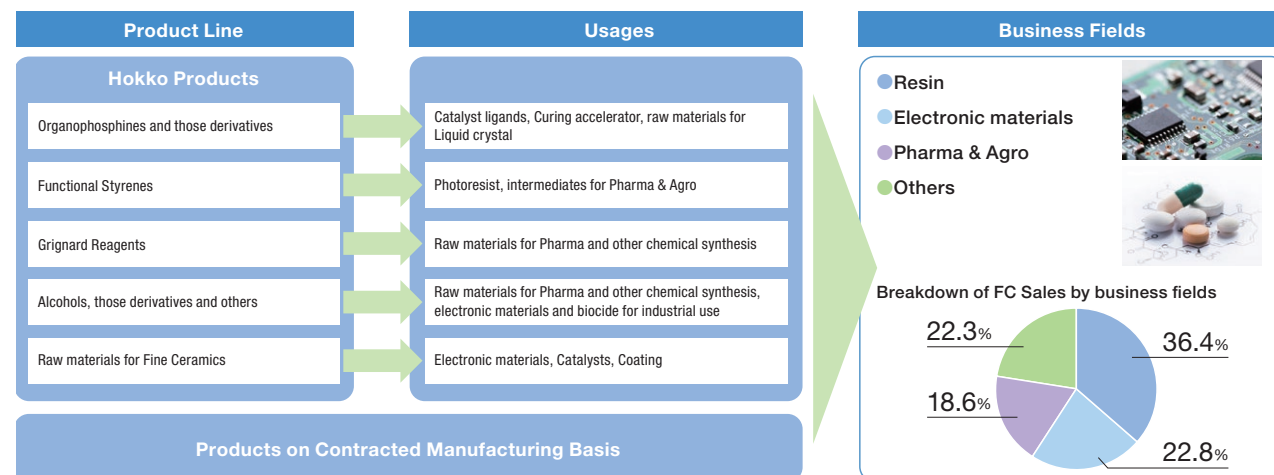 Product Line
Usages
Business Fields
Hokko Products
Organophosphines and those derivatives
Catalyst ligands, Curing accelerator, raw materials for
Liquid crystal
Functional Styrenes
Photoresist, intermediates for Pharma & Agro
Grignard Reagents
Raw materials for Pharma and other chemical synthesis
Alcohols, those derivatives and others
Raw materials for Pharma and other chemical synthesis,
electronic materials and biocide for industrial use
Raw materials for Fine Ceramics
Electronic materials, Catalysts, Coating
Products on Contracted Manufacturing Basis
Resin
Electronic materials
Pharma & Agro
Others
Breakdown of FC Sales by business fields
22.3%
36.4%
18.6%
22.8%